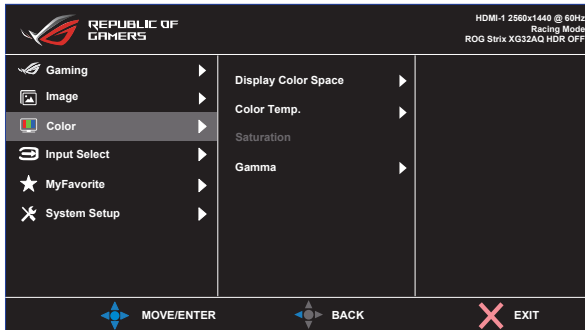 REPUBLIC OF
GAMERS
HDMI-1 2560x1440 @ 60Hz
Racing Mode
ROG Strix XG32AQ HDR OFF
Gaming
Image
Color
Input Select
MyFavorite
System Setup
Display Color Space
Color Temp.
Saturation
Gamma
MOVE/ENTER
BACK
EXIT